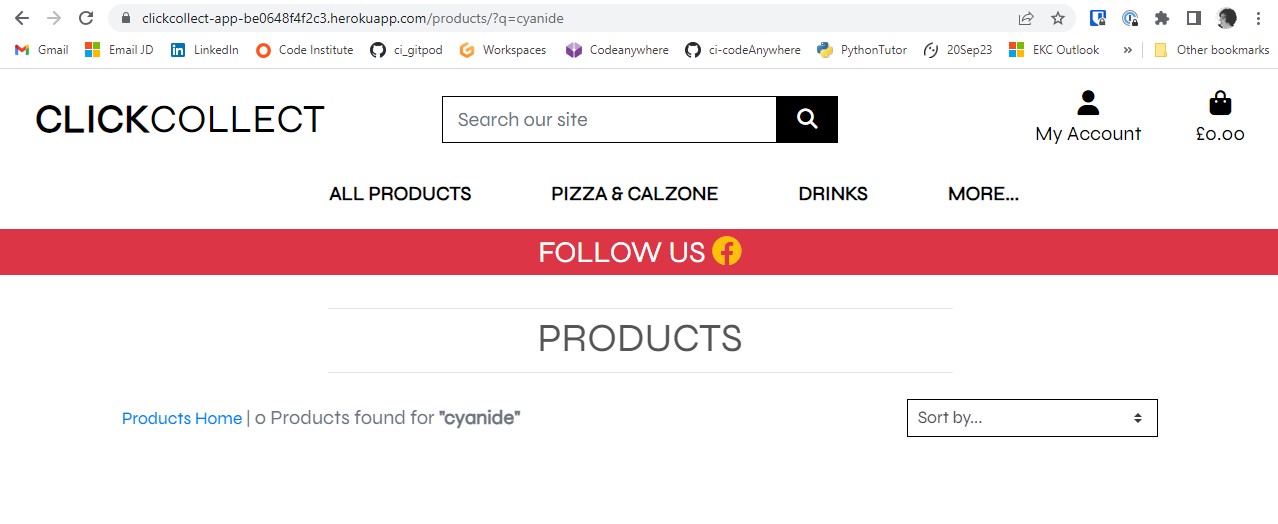 clickcollect-app-be0648f4f2c3.herokuapp.com/products/?q=cyanide
Gmail Email JD LinkedIn Code Institute ci_gitpod Workspaces Codeanywhere ci-codeAnywhere PythonTutor 20Sep23 EKC Outlook » Other bookmarks
CLICKCOLLECT
Search our site
My Account
£0.00
ALL PRODUCTS PIZZA & CALZONE DRINKS MORE...
FOLLOW US
PRODUCTS
Products Home | 0 Products found for "cyanide"
Sort by...